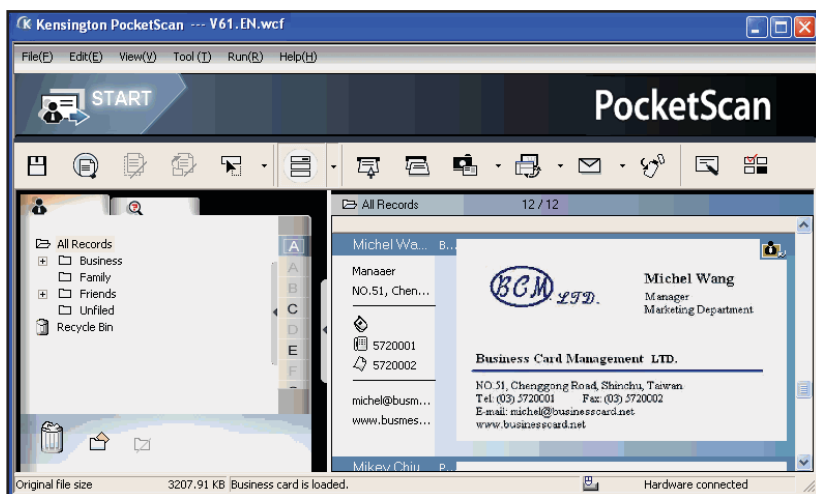 Kensington PocketScan --- V61.EN.wcf
File(F) Edit(E) View(V) Tool (T) Run(R) Help(H)
START
PocketScan
All Records 12 / 12
All Records
Business
Family
Friends
Unfiled
Recycle Bin
A
A
B
C
D
E
F
Michel Wa... B...
Manager
NO.51, Chen...
5720001
5720002
michel@busm...
www.busmes...
BCM. LTD.
Michel Wang
Manager
Marketing Department
Business Card Management LTD.
NO.51, Chenggong Road, Shinchu, Taiwan
Tel: (03) 5720001 Fax: (03) 5720002
E-mail: michel@businesscard.net
www.businesscard.net
Mikey Chiu P...
Original file size 3207.91 KB Business card is loaded. Hardware connected